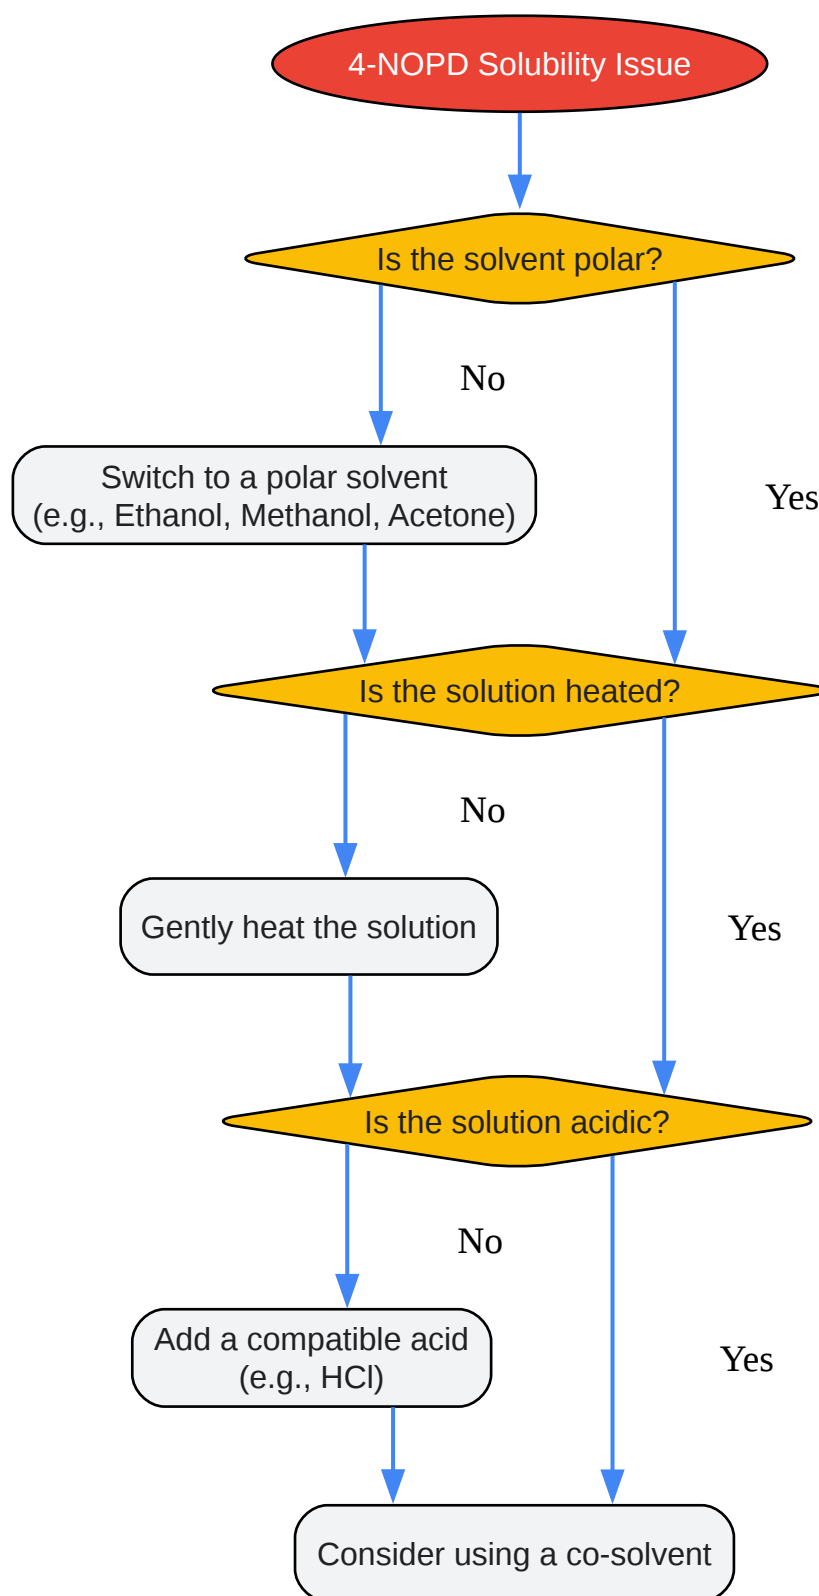 4-NOPD Solubility Issue
Is the solvent polar?
No
Switch to a polar solvent
(e.g., Ethanol, Methanol, Acetone)
Yes
Is the solution heated?
No
Gently heat the solution
Yes
Is the solution acidic?
No
Add a compatible acid
(e.g., HCl)
Yes
Consider using a co-solvent